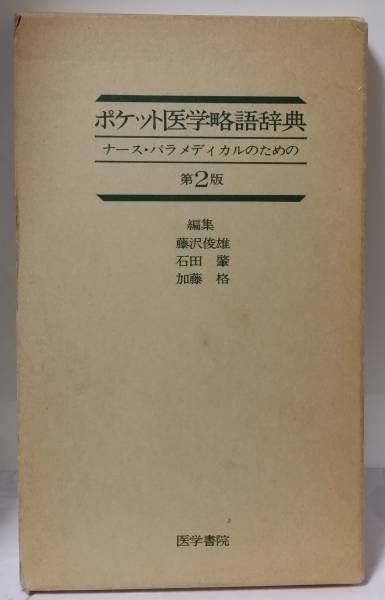 ポケット医学略語辞典
ナース・パラメディカルのための
第2版
編集
藤沢俊雄
石田 肇
加藤 格
医学書院